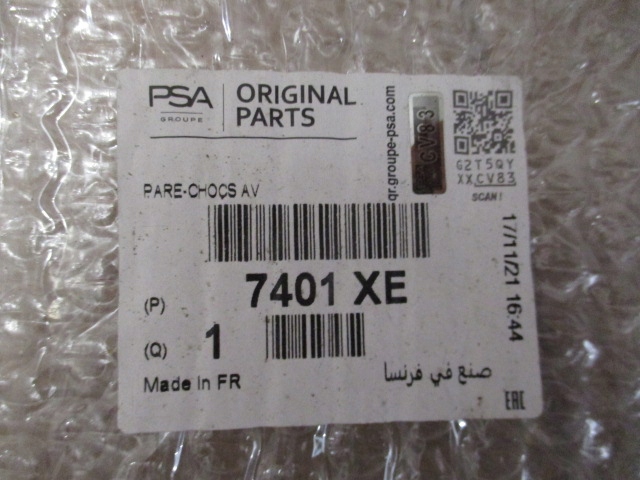 PSA
GROUPE
ORIGINAL
PARTS
qr.groupe-psa.com
CV83
G2T5QY
XXCV83
SCAN!
PARE-CHOCS AV
17/11/21 16:44
(P) 7401 XE
(Q) 1
Made In FR
صنع في فرنسا
EAC